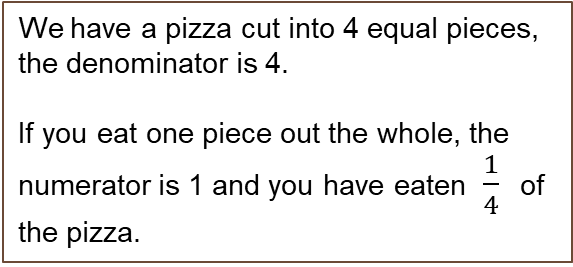 We have a pizza cut into 4 equal pieces,
the denominator is 4.
If you eat one piece out the whole, the
numerator is 1 and you have eaten 1/4 of
the pizza.